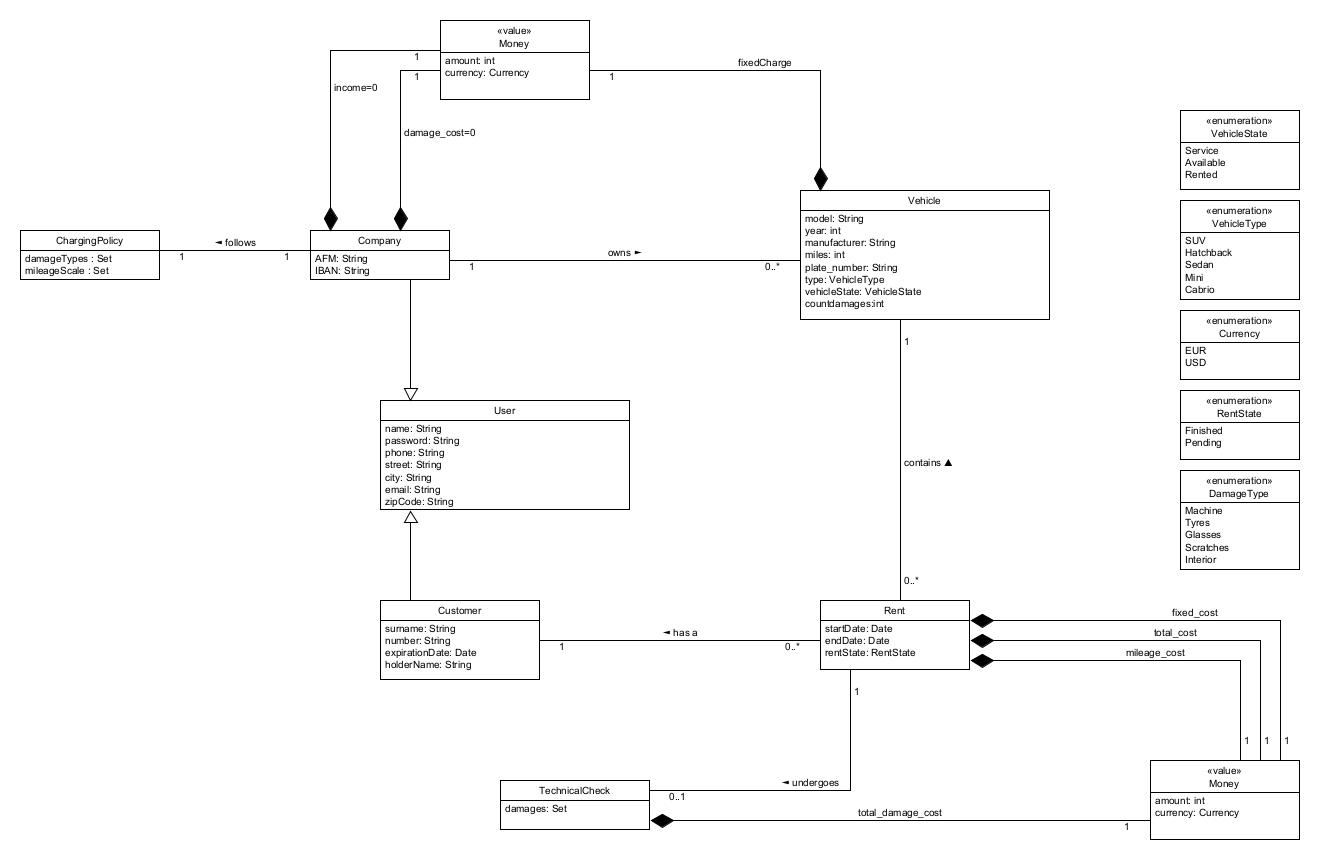 «value»
Money
amount: int
currency: Currency
1
1
1
income=0
damage_cost=0
fixedCharge
«enumeration»
VehicleState
Service
Available
Rented
Vehicle
model: String
year: int
manufacturer: String
miles: int
plate_number: String
type: VehicleType
vehicleState: VehicleState
countdamages:int
«enumeration»
VehicleType
SUV
Hatchback
Sedan
Mini
Cabrio
ChargingPolicy
damageTypes : Set
mileageScale : Set
◄ follows
1
1
Company
AFM: String
IBAN: String
owns ►
1
0..*
«enumeration»
Currency
EUR
USD
1
contains ▲
0..*
«enumeration»
RentState
Finished
Pending
User
name: String
password: String
phone: String
street: String
city: String
email: String
zipCode: String
«enumeration»
DamageType
Machine
Tyres
Glasses
Scratches
Interior
Customer
surname: String
number: String
expirationDate: Date
holderName: String
◄ has a
1
0..*
Rent
startDate: Date
endDate: Date
rentState: RentState
fixed_cost
total_cost
mileage_cost
1
1
1
1
◄ undergoes
0..1
TechnicalCheck
damages: Set
total_damage_cost
1
«value»
Money
amount: int
currency: Currency